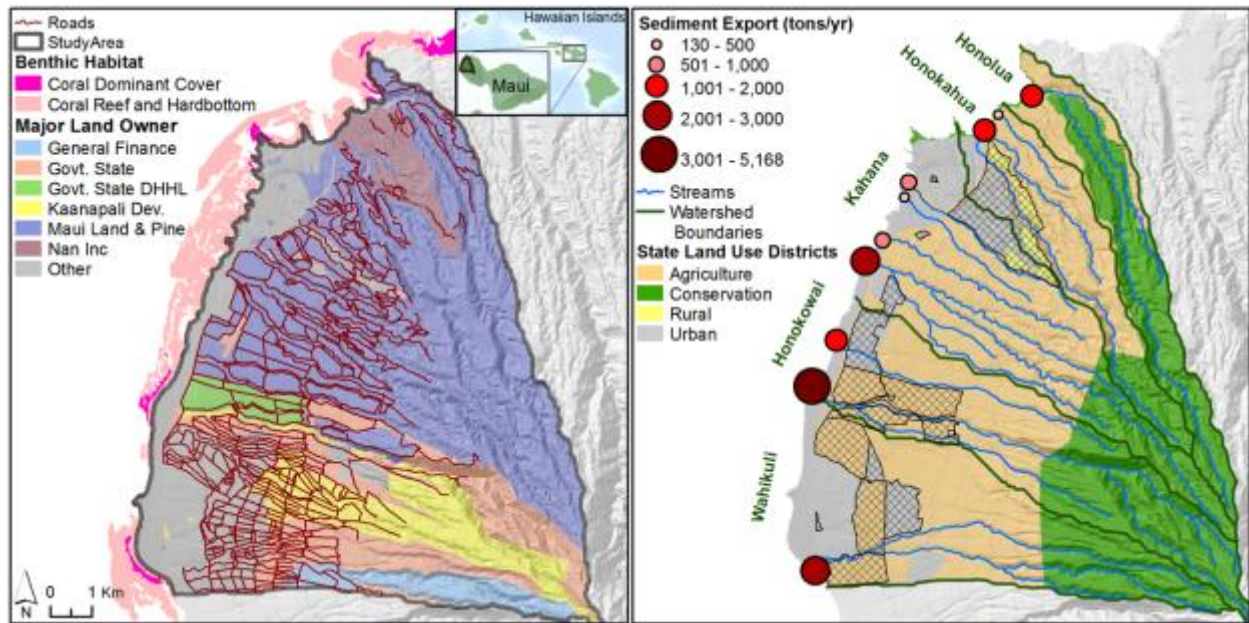 Roads
StudyArea
Benthic Habitat
Coral Dominant Cover
Coral Reef and Hardbottom
Major Land Owner
General Finance
Govt. State
Govt. State DHHL
Kaanapali Dev.
Maui Land & Pine
Nan Inc
Other
Hawaiian Islands
Maui
0 1 Km
N
Sediment Export (tons/yr)
130 - 500
501 - 1,000
1,001 - 2,000
2,001 - 3,000
3,001 - 5,168
Streams
Watershed
Boundaries
State Land Use Districts
Agriculture
Conservation
Rural
Urban
Honolua
Honokahua
Kahana
Honokowai
Wahikuli